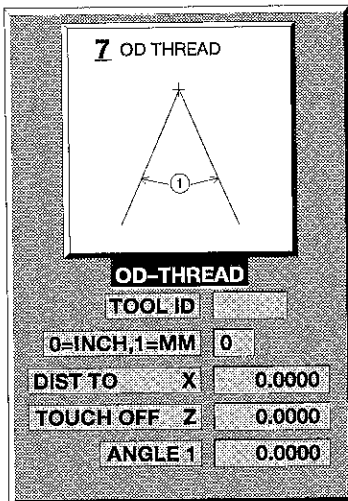 7 OD THREAD
1
OD-THREAD
TOOL ID
0=INCH,1=MM 0
DIST TO X 0.0000
TOUCH OFF Z 0.0000
ANGLE 1 0.0000